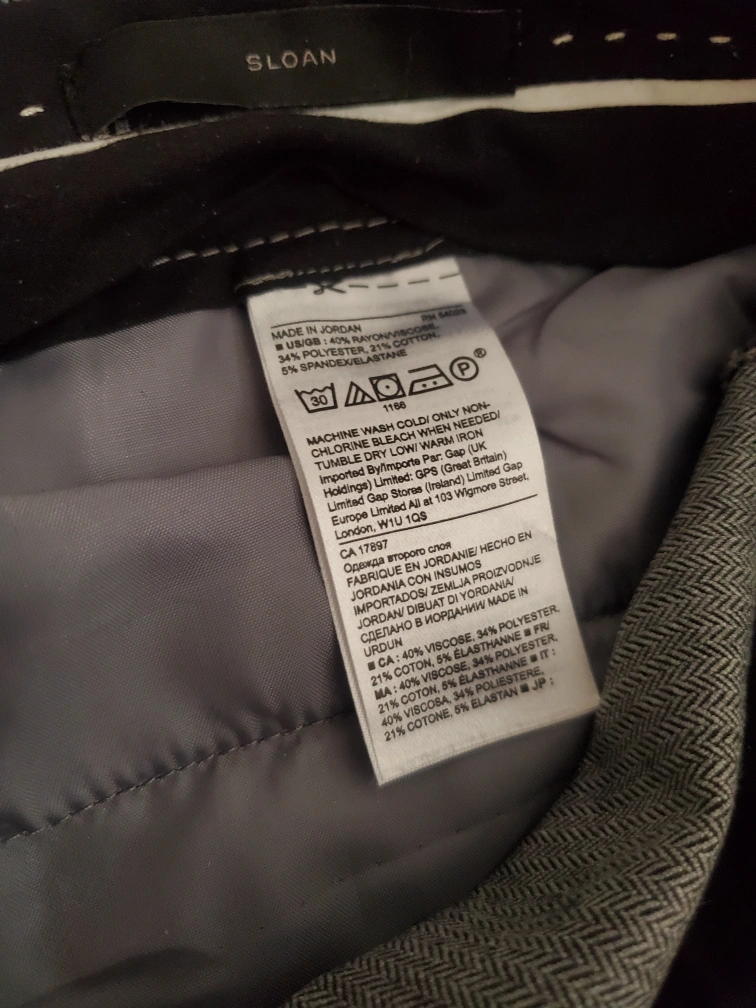 SLOAN
MADE IN JORDAN RN 54023
■ US/GB : 40% RAYON/VISCOSE,
34% POLYESTER, 21% COTTON,
5% SPANDEX/ELASTANE
30 P®
1166
MACHINE WASH COLD/ ONLY NON-
CHLORINE BLEACH WHEN NEEDED/
TUMBLE DRY LOW/ WARM IRON
Imported By/Importe Par: Gap (UK
Holdings) Limited: GPS (Great Britain)
Limited Gap Stores (Ireland) Limited Gap
Europe Limited All at 103 Wigmore Street,
London, W1U 1QS
CA 17897
Одежда второго слоя
FABRIQUE EN JORDANIE/ HECHO EN
JORDANIA CON INSUMOS
IMPORTADOS/ ZEMLJA PROIZVODNJE
JORDAN/ DIBUAT DI YORDANIA/
СДЕЛАНО В ИОРДАНИИ/ MADE IN
URDUN
■ CA : 40% VISCOSE, 34% POLYESTER,
21% COTON, 5% ÉLASTHANNE ■ FR/
MA : 40% VISCOSE, 34% POLYESTER,
21% COTON, 5% ÉLASTHANNE ■ IT :
40% VISCOSA, 34% POLIESTERE,
21% COTONE, 5% ELASTAN ■ JP :